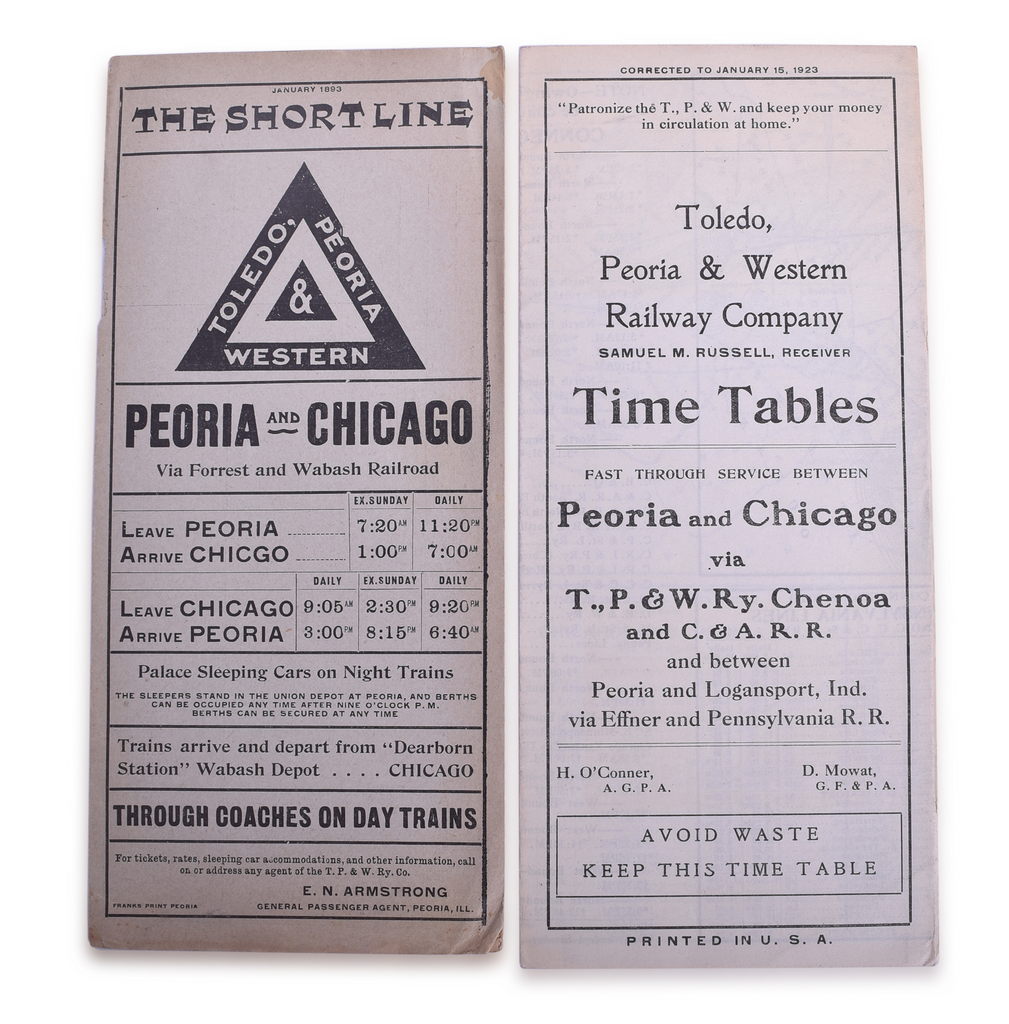 JANUARY 1893
THE SHORT LINE
TOLEDO, PEORIA
&
WESTERN
PEORIA AND CHICAGO
Via Forrest and Wabash Railroad
EX.SUNDAY DAILY
LEAVE PEORIA 7:20AM 11:20PM
ARRIVE CHICGO 1:00PM 7:00AM
DAILY EX.SUNDAY DAILY
LEAVE CHICAGO 9:05AM 2:30PM 9:20PM
ARRIVE PEORIA 3:00PM 8:15PM 6:40AM
Palace Sleeping Cars on Night Trains
THE SLEEPERS STAND IN THE UNION DEPOT AT PEORIA, AND BERTHS
CAN BE OCCUPIED ANY TIME AFTER NINE O'CLOCK P. M.
BERTHS CAN BE SECURED AT ANY TIME
Trains arrive and depart from "Dearborn
Station" Wabash Depot . . . . CHICAGO
THROUGH COACHES ON DAY TRAINS
For tickets, rates, sleeping car accommodations, and other information, call
on or address any agent of the T. P. & W. Ry. Co.
E. N. ARMSTRONG
FRANKS PRINT PEORIA GENERAL PASSENGER AGENT, PEORIA, ILL.
CORRECTED TO JANUARY 15, 1923
"Patronize the T., P. & W. and keep your money
in circulation at home."
Toledo,
Peoria & Western
Railway Company
SAMUEL M. RUSSELL, RECEIVER
Time Tables
FAST THROUGH SERVICE BETWEEN
Peoria and Chicago
via
T., P. & W. Ry. Chenoa
and C. & A. R. R.
and between
Peoria and Logansport, Ind.
via Effner and Pennsylvania R. R.
H. O'Conner, D. Mowat,
A. G. P. A. G. F. & P. A.
AVOID WASTE
KEEP THIS TIME TABLE
PRINTED IN U. S. A.